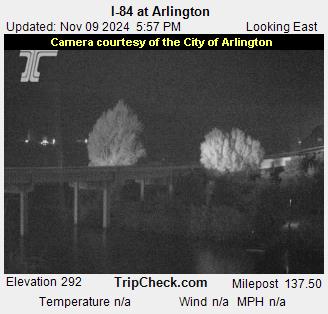 I-84 at Arlington
Updated: Nov 09 2024 5:57 PM Looking East
Camera courtesy of the City of Arlington
Elevation 292 TripCheck.com Milepost 137.50
Temperature n/a Wind n/a MPH n/a